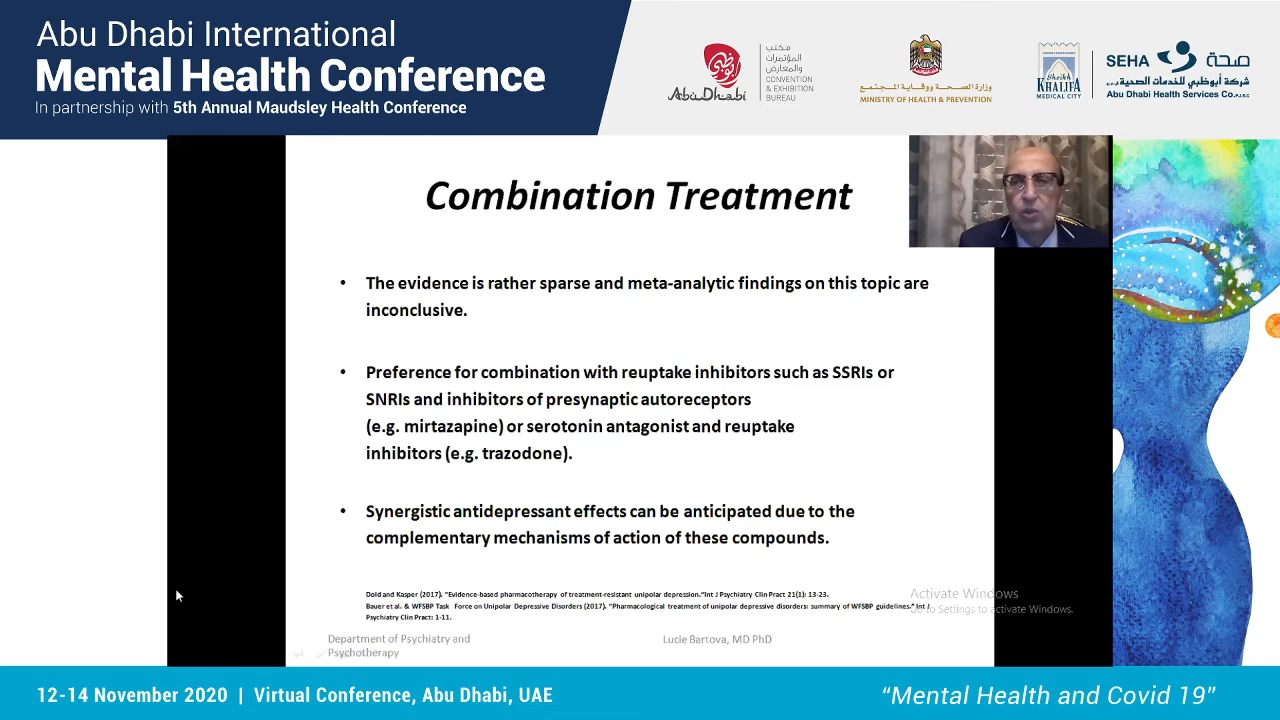 Abu Dhabi International
Mental Health Conference
In partnership with 5th Annual Maudsley Health Conference
AbuDhabi
أبوظبي
مكتب
المؤتمرات
والمعارض
CONVENTION
& EXHIBITION
BUREAU
وزارة الصحة ووقاية المجتمع
MINISTRY OF HEALTH & PREVENTION
Sheikh
KHALIFA
MEDICAL CITY
SEHA
صحة
شركة أبوظبي للخدمات الصحية
Abu Dhabi Health Services Co.
Combination Treatment
• The evidence is rather sparse and meta-analytic findings on this topic are
inconclusive.
• Preference for combination with reuptake inhibitors such as SSRIs or
SNRIs and inhibitors of presynaptic autoreceptors
(e.g. mirtazapine) or serotonin antagonist and reuptake
inhibitors (e.g. trazodone).
• Synergistic antidepressant effects can be anticipated due to the
complementary mechanisms of action of these compounds.
Dold and Kasper (2017). "Evidence-based pharmacotherapy of treatment-resistant unipolar depression."Int J Psychiatry Clin Pract 21(1): 13-23.
Bauer et al. & WFSBP Task Force on Unipolar Depressive Disorders (2017). "Pharmacological treatment of unipolar depressive disorders: summary of WFSBP guidelines." Int J
Psychiatry Clin Pract: 1-11.
Activate Windows
Go to Settings to activate Windows.
Department of Psychiatry and
Psychotherapy
Lucie Bartova, MD PhD
12-14 November 2020 | Virtual Conference, Abu Dhabi, UAE
“Mental Health and Covid 19”